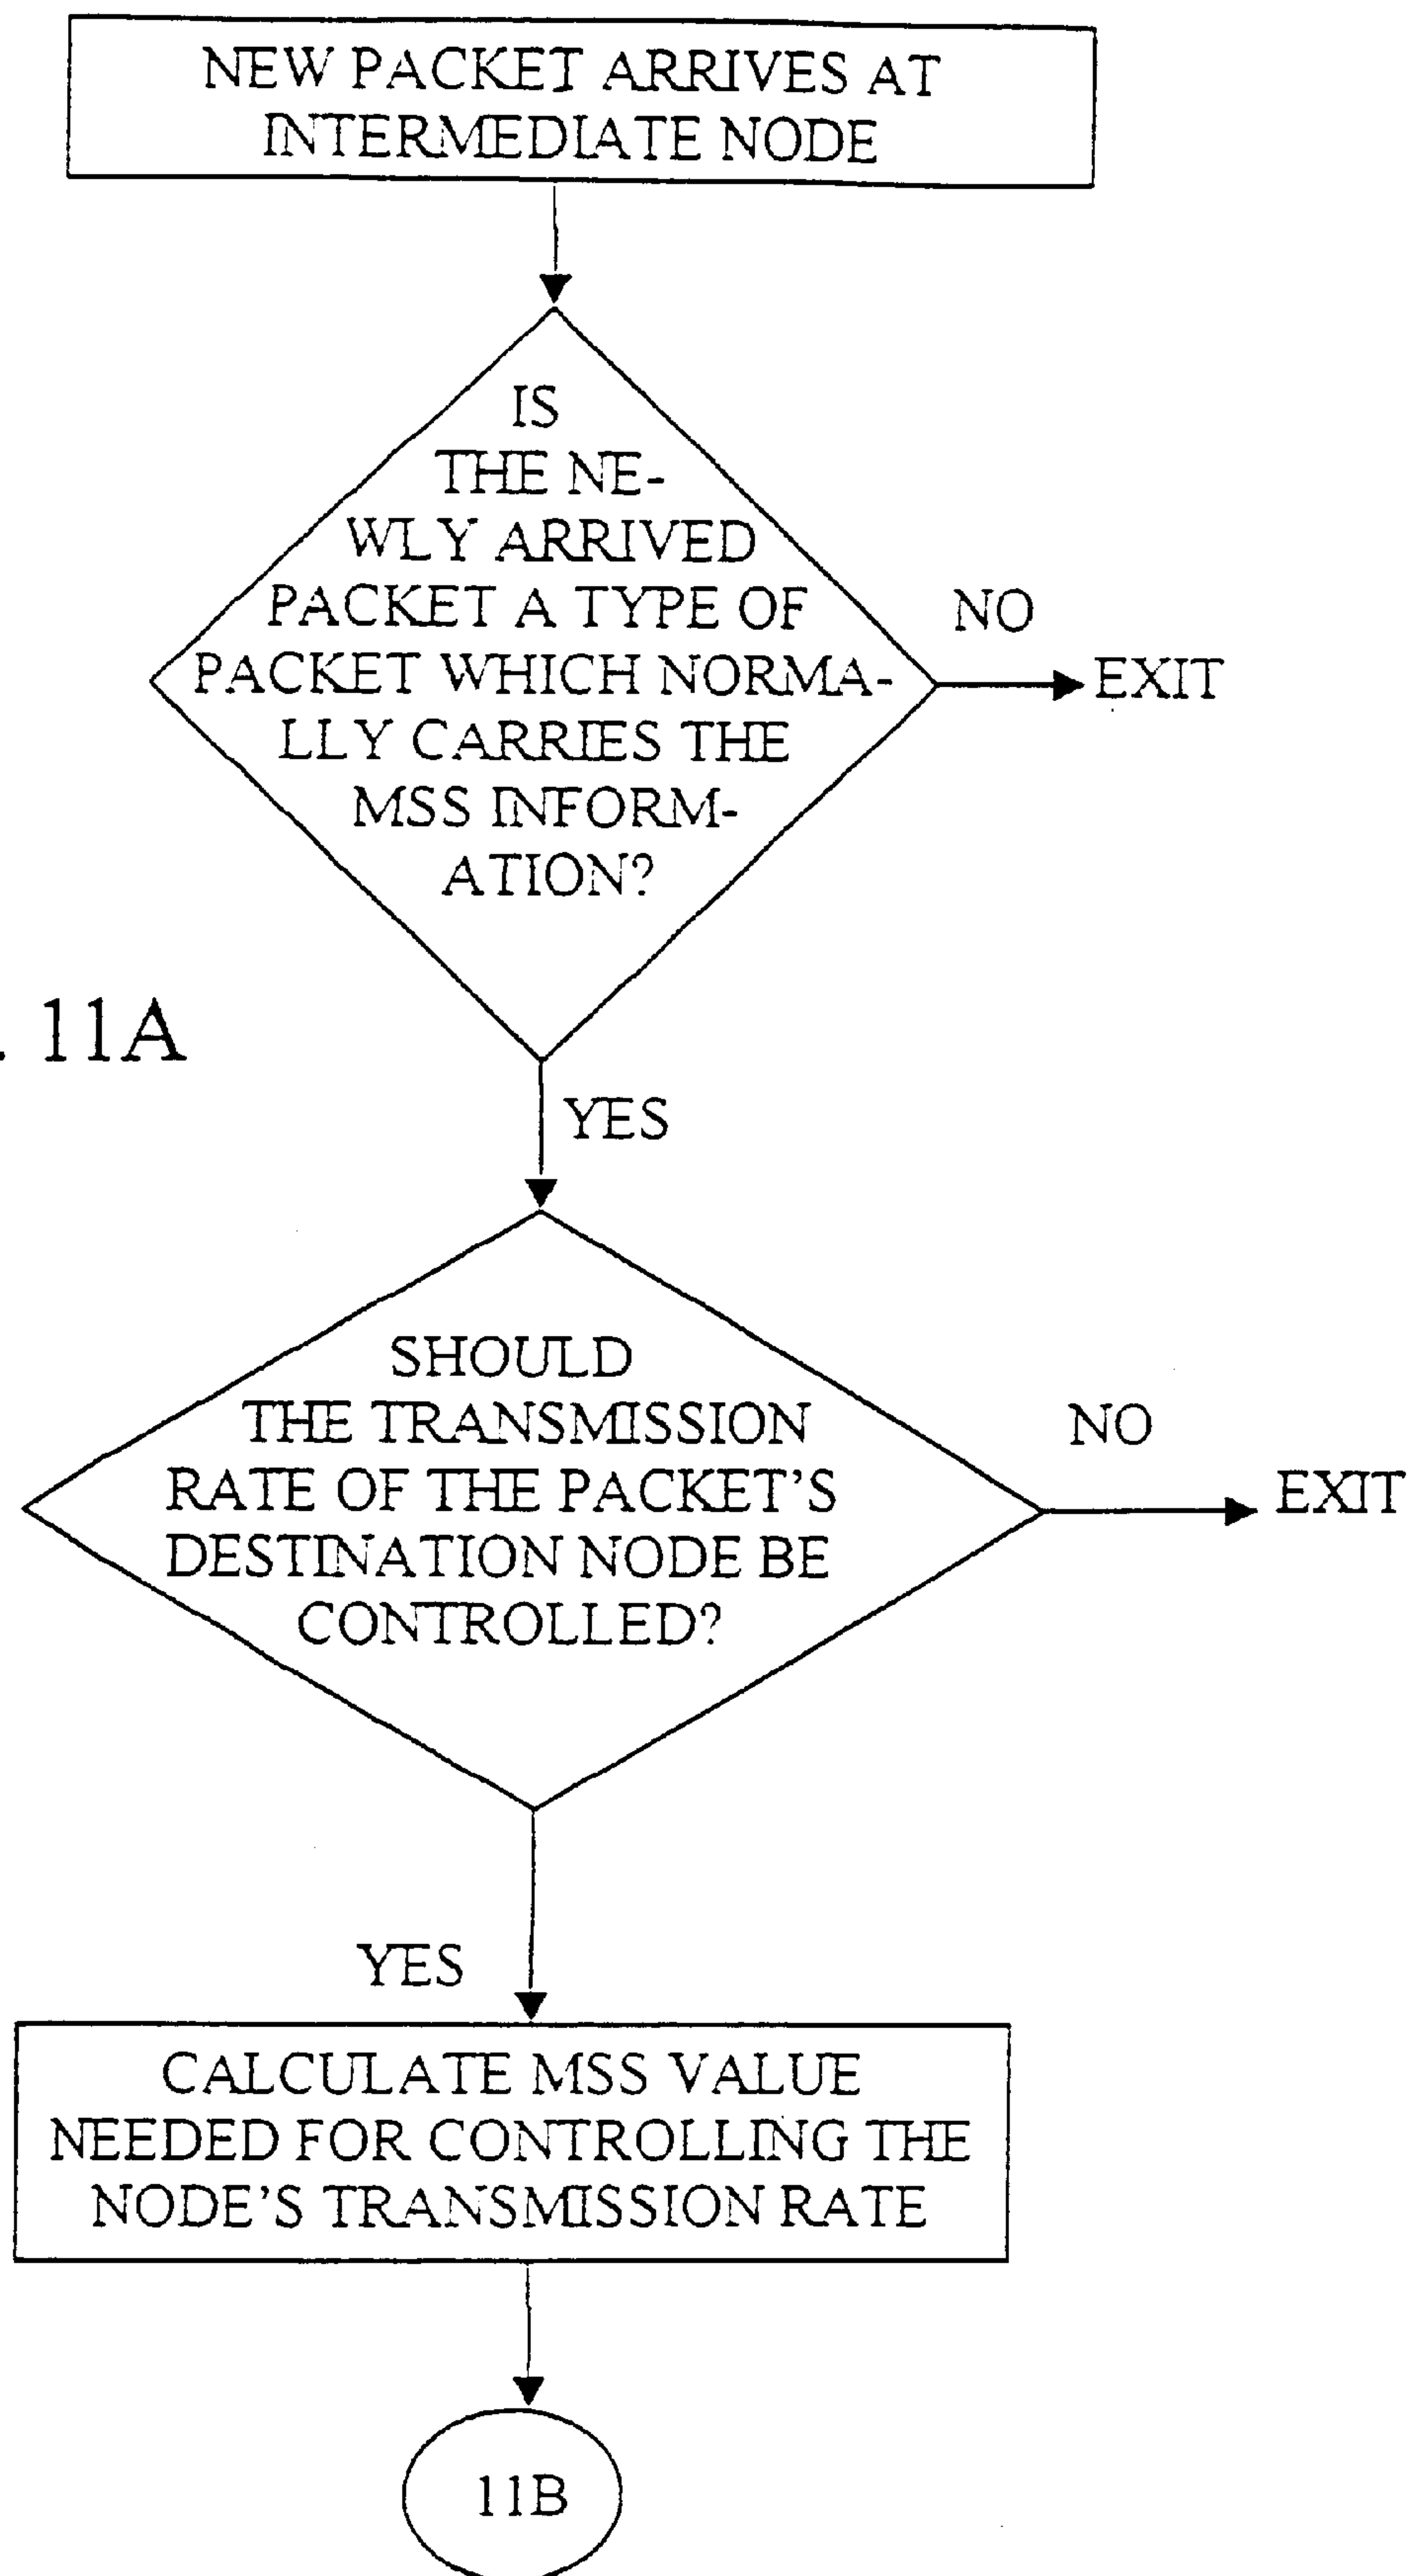 NEW PACKET ARRIVES AT
INTERMEDIATE NODE
IS
THE NE-
WLY ARRIVED
PACKET A TYPE OF
PACKET WHICH NORMA-
LLY CARRIES THE
MSS INFORM-
ATION?
NO
EXIT
. 11A
YES
SHOULD
THE TRANSMISSION
RATE OF THE PACKET'S
DESTINATION NODE BE
CONTROLLED?
NO
EXIT
YES
CALCULATE MSS VALUE
NEEDED FOR CONTROLLING THE
NODE'S TRANSMISSION RATE
11B